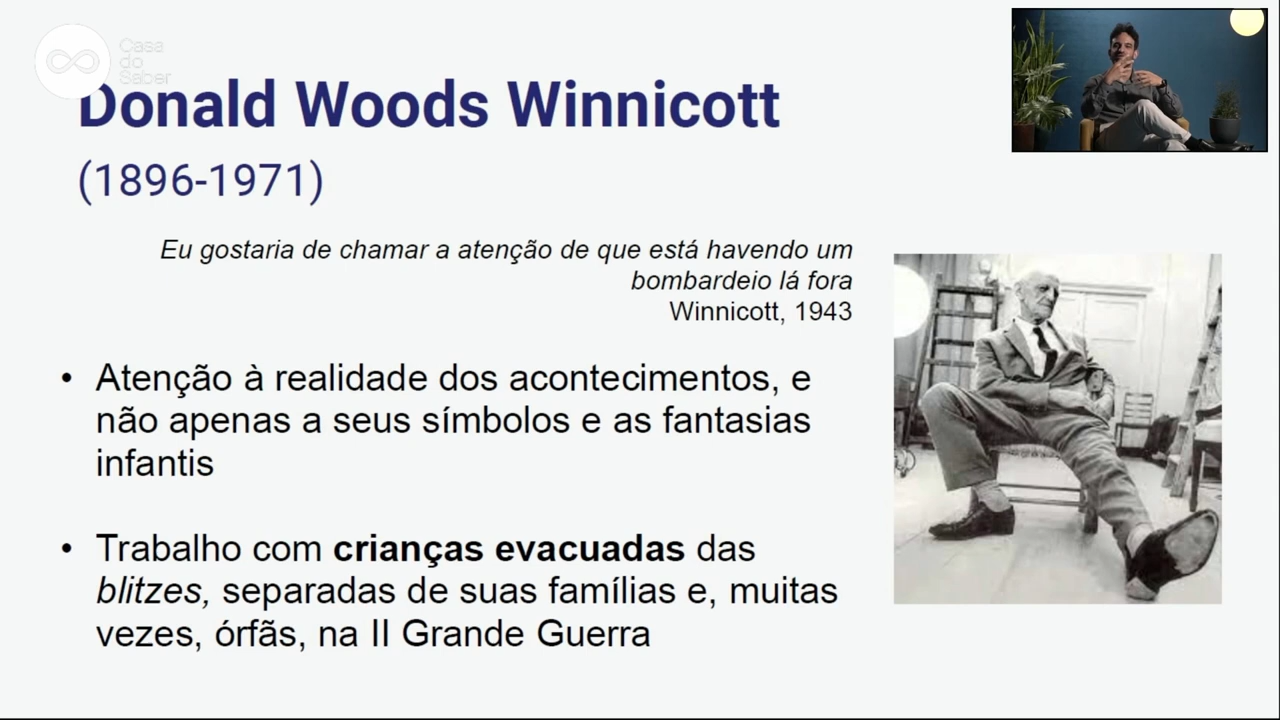 Casa
do
Saber
Donald Woods Winnicott
(1896-1971)
Eu gostaria de chamar a atenção de que está havendo um
bombardeio lá fora
Winnicott, 1943
• Atenção à realidade dos acontecimentos, e
não apenas a seus símbolos e as fantasias
infantis
• Trabalho com crianças evacuadas das
blitzes, separadas de suas famílias e, muitas
vezes, órfãs, na II Grande Guerra